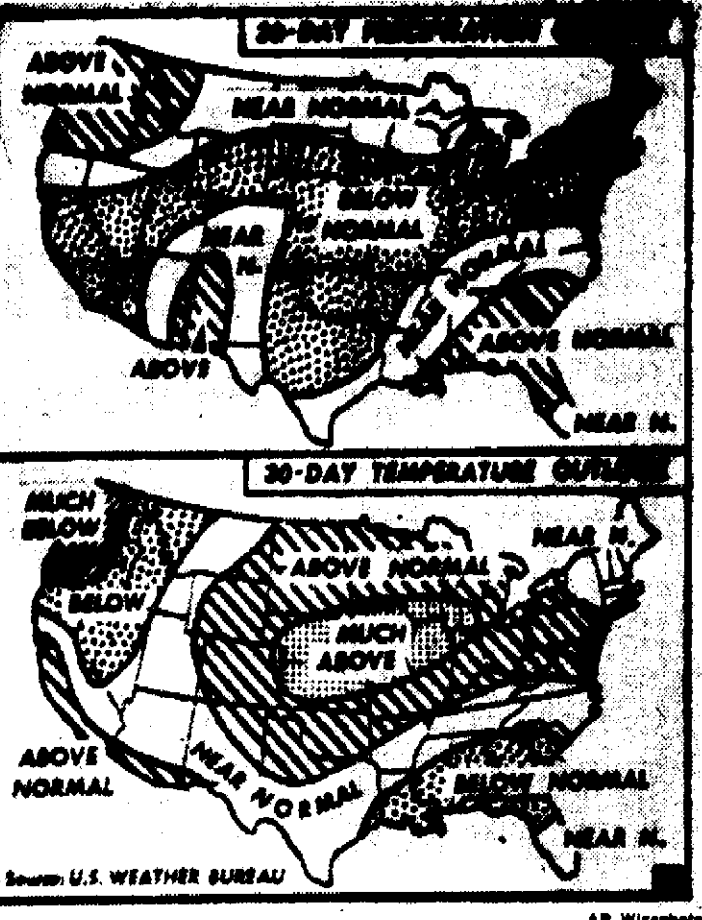 30-DAY PRECIPITATION
ABOVE
NORMAL
NEAR NORMAL
BELOW
NORMAL
NEAR
N.
NORMAL
ABOVE
ABOVE NORMAL
NEAR N.
30-DAY TEMPERATURE OUTLOOK
MUCH
BELOW
NEAR N.
ABOVE NORMAL
BELOW
MUCH
ABOVE
ABOVE
NORMAL
NEAR NORMAL
BELOW NORMAL
NEAR N.
Source: U.S. WEATHER BUREAU
AP Wirephoto